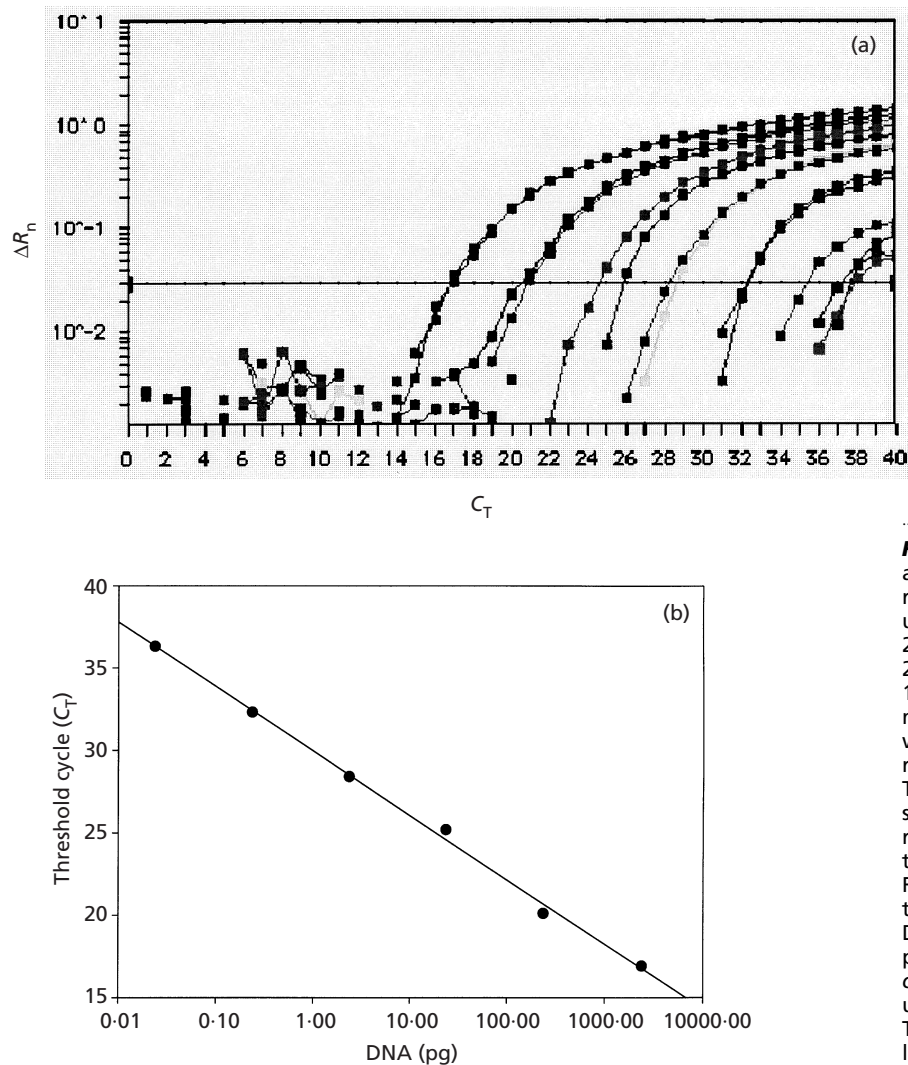 (a)
10^ 1
10^ 0
10^-1
10^-2
ΔRn
0 2 4 6 8 10 12 14 16 18 20 22 24 26 28 30 32 34 36 38 40
CT
(b)
40
35
30
25
20
15
Threshold cycle (CT)
0·01 0·10 1·00 10·00 100·00 1000·00 10000·00
DNA (pg)